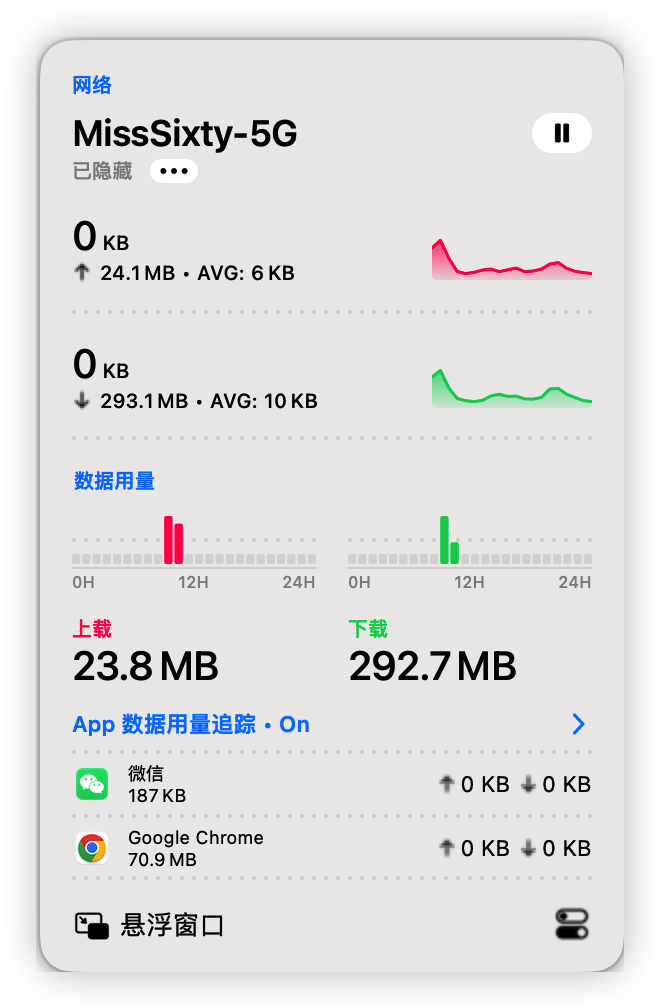 网络
MissSixty-5G
已隐藏
0 KB
24.1 MB • AVG: 6 KB
0 KB
293.1 MB • AVG: 10 KB
数据用量
0H 12H 24H 0H 12H 24H
上载 下载
23.8 MB 292.7 MB
App 数据用量追踪 • On
微信
187 KB
0 KB 0 KB
Google Chrome
70.9 MB
0 KB 0 KB
悬浮窗口